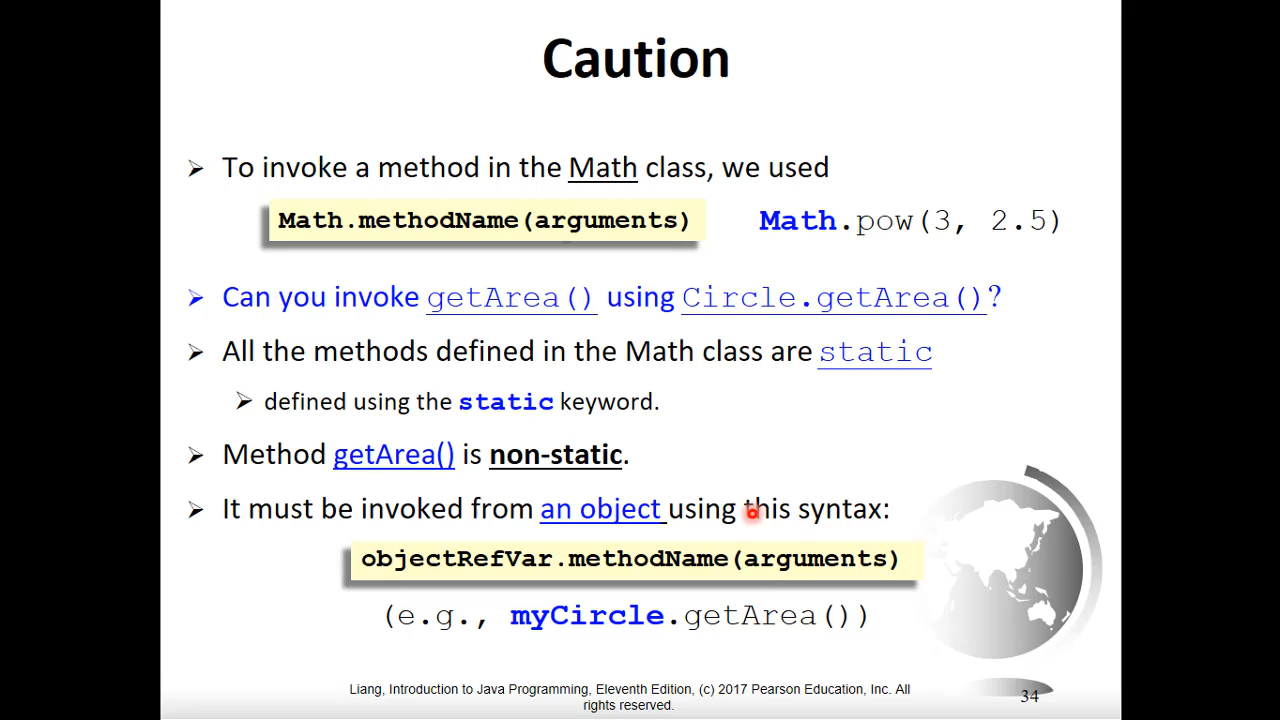 Caution
➢ To invoke a method in the Math class, we used
Math.methodName(arguments) Math.pow(3, 2.5)
➢ Can you invoke getArea() using Circle.getArea()?
➢ All the methods defined in the Math class are static
➢ defined using the static keyword.
➢ Method getArea() is non-static.
➢ It must be invoked from an object using this syntax:
objectRefVar.methodName(arguments)
(e.g., myCircle.getArea())
Liang, Introduction to Java Programming, Eleventh Edition, (c) 2017 Pearson Education, Inc. All
rights reserved.
34